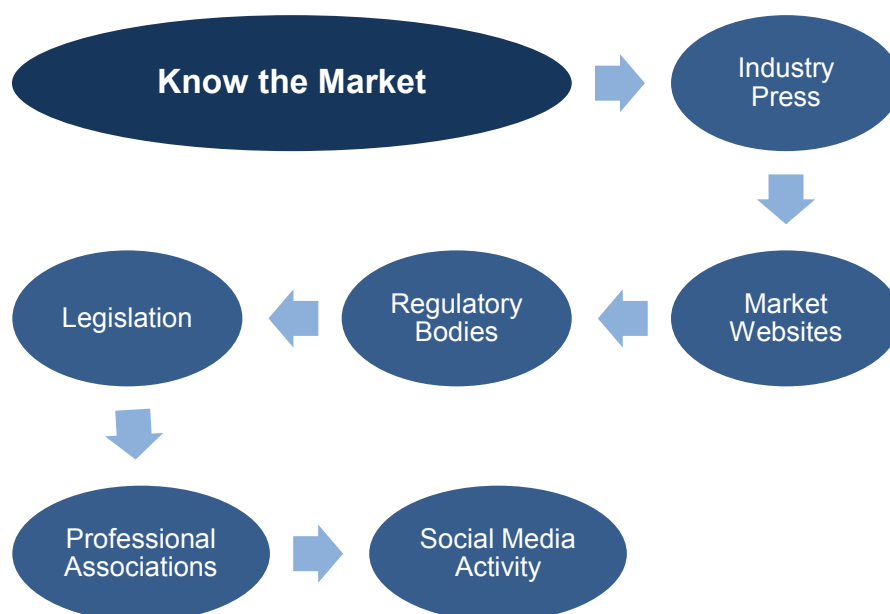 Know the Market
Industry
Press
Market
Websites
Regulatory
Bodies
Legislation
Professional
Associations
Social Media
Activity